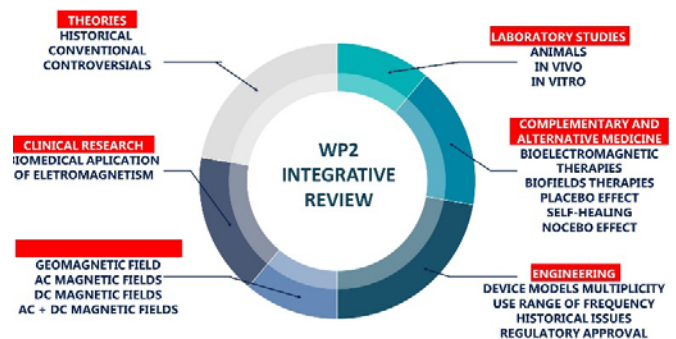 THEORIES
HISTORICAL
CONVENTIONAL
CONTROVERSIALS
LABORATORY STUDIES
ANIMALS
IN VIVO
IN VITRO
CLINICAL RESEARCH
BIOMEDICAL APLICATION
OF ELETROMAGNETISM
WP2
INTEGRATIVE
REVIEW
COMPLEMENTARY AND
ALTERNATIVE MEDICINE
BIOELECTROMAGNETIC
THERAPIES
BIOFIELDS THERAPIES
PLACEBO EFFECT
SELF-HEALING
NOCEBO EFFECT
GEOMAGNETIC FIELD
AC MAGNETIC FIELDS
DC MAGNETIC FIELDS
AC + DC MAGNETIC FIELDS
ENGINEERING
DEVICE MODELS MULTIPLICITY
USE RANGE OF FREQUENCY
HISTORICAL ISSUES
REGULATORY APPROVAL